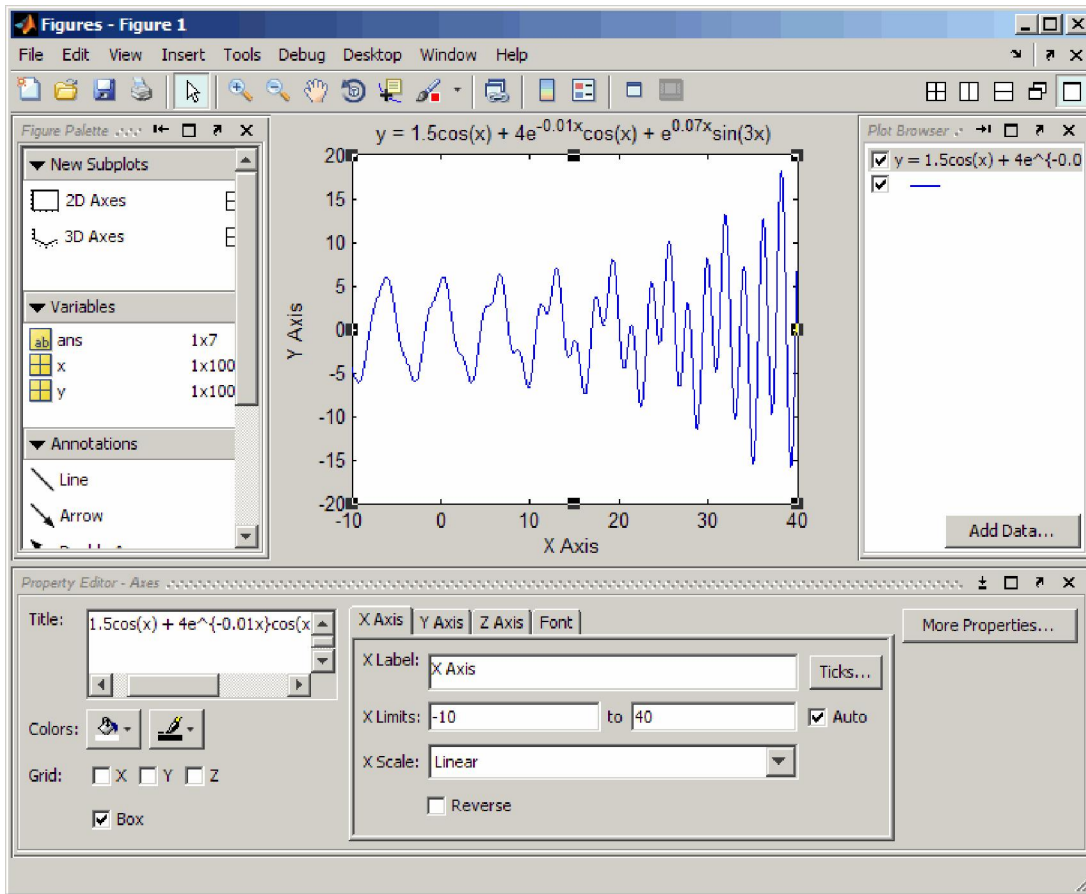 Figures - Figure 1
File Edit View Insert Tools Debug Desktop Window Help
Figure Palette
New Subplots
2D Axes
3D Axes
Variables
ans 1x7
x 1x100
y 1x100
Annotations
Line
Arrow
y = 1.5cos(x) + 4e^-0.01x cos(x) + e^0.07x sin(3x)
20
15
10
5
0
-5
-10
-15
-20
Y Axis
-10 0 10 20 30 40
X Axis
Plot Browser
y = 1.5cos(x) + 4e^{-0.0
Add Data...
Property Editor - Axes
Title:
1.5cos(x) + 4e^{-0.01x}cos(x
Colors:
Grid: X Y Z
Box
X Axis Y Axis Z Axis Font
X Label: X Axis
Ticks...
X Limits: -10 to 40 Auto
X Scale: Linear
Reverse
More Properties...